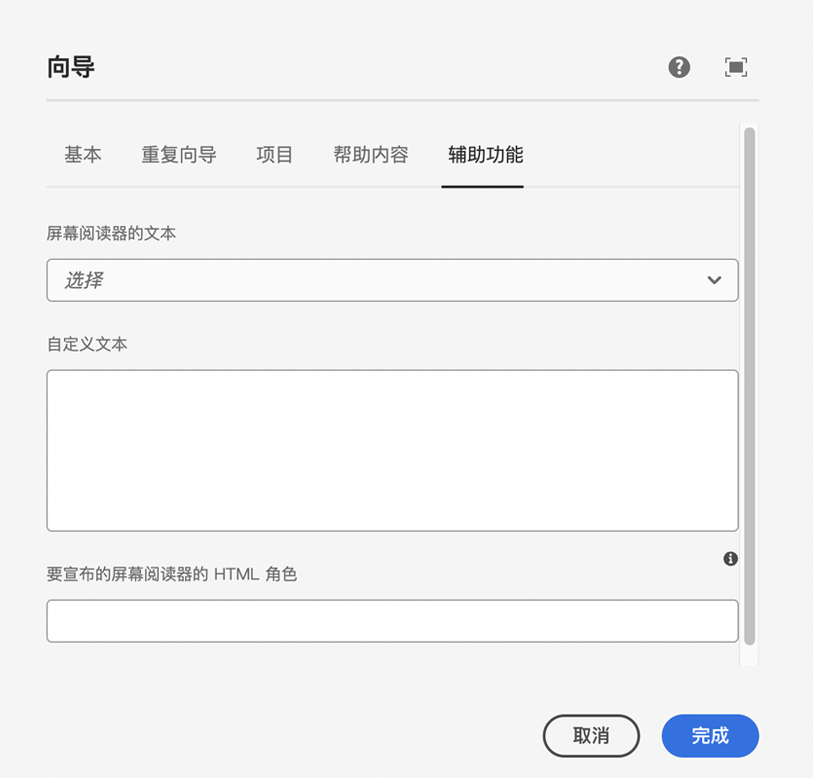 向导
基本 重复向导 项目 帮助内容 辅助功能
屏幕阅读器的文本
选择
自定义文本
要宣布的屏幕阅读器的 HTML 角色
取消 完成